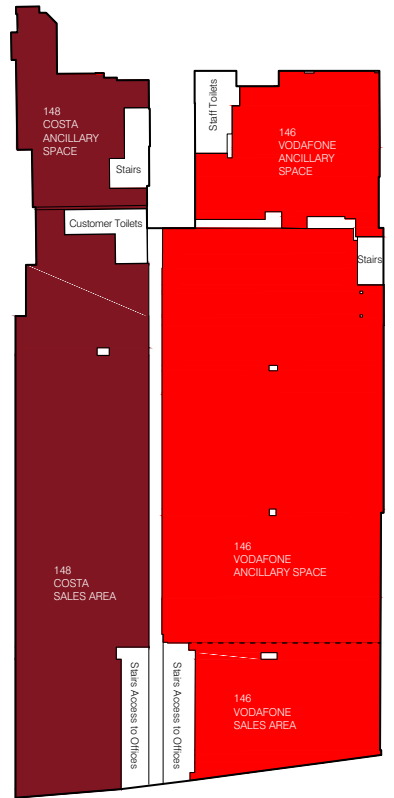 148
COSTA
ANCILLARY
SPACE
Stairs
Customer Toilets
Staff Toilets
146
VODAFONE
ANCILLARY
SPACE
Stairs
148
COSTA
SALES AREA
146
VODAFONE
ANCILLARY SPACE
Stairs Access to Offices
Stairs Access to Offices
146
VODAFONE
SALES AREA